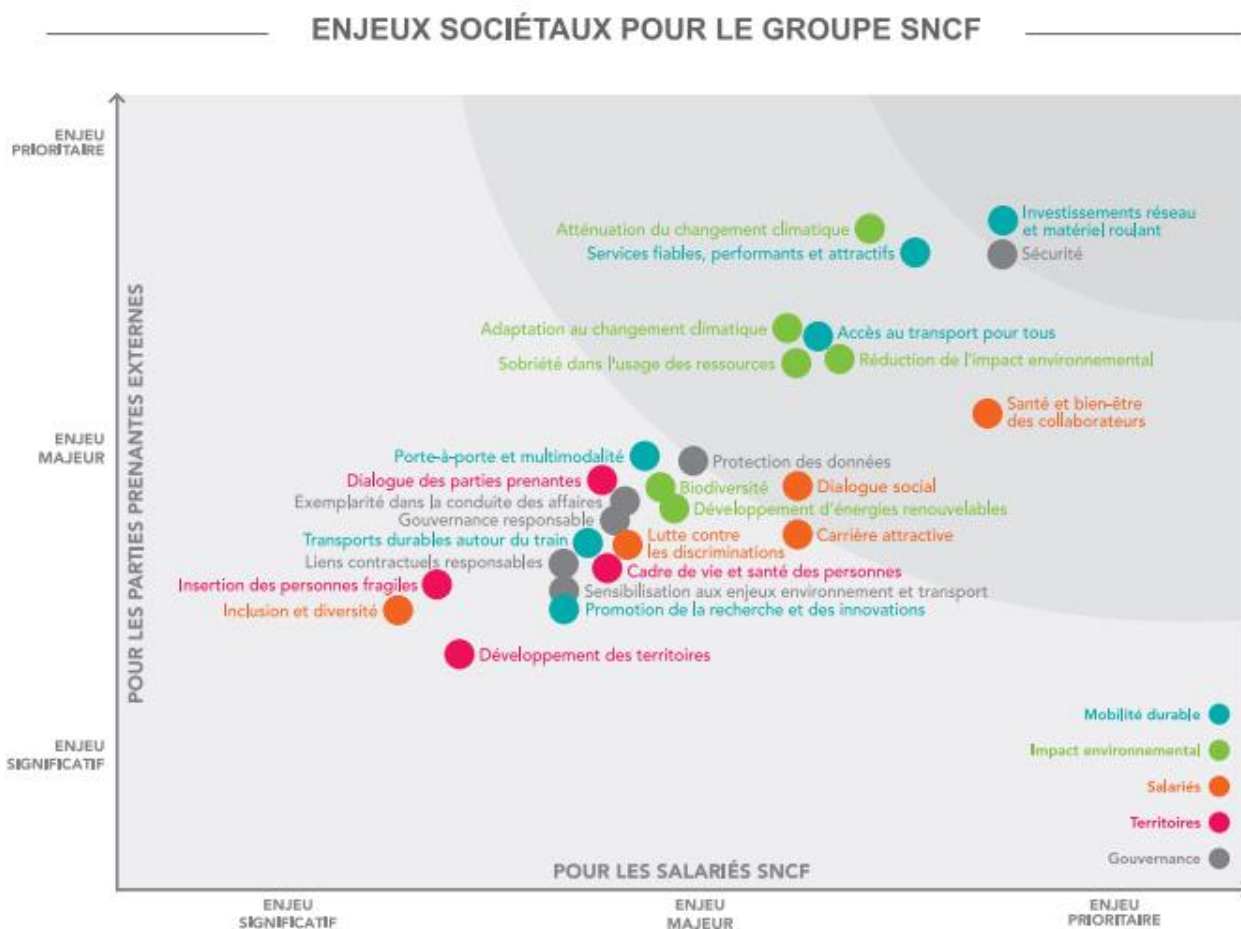 ENJEUX SOCIÉTAUX POUR LE GROUPE SNCF
ENJEU
PRIORITAIRE
ENJEU
MAJEUR
ENJEU
SIGNIFICATIF
POUR LES PARTIES PRENANTES EXTERNES
Atténuation du changement climatique
Investissements réseau
et matériel roulant
Services fiables, performants et attractifs
Sécurité
Adaptation au changement climatique
Accès au transport pour tous
Sobriété dans l'usage des ressources
Réduction de l'impact environnemental
Santé et bien-être
des collaborateurs
Porte-à-porte et multimodalité
Protection des données
Dialogue des parties prenantes
Biodiversité
Dialogue social
Exemplarité dans la conduite des affaires
Développement d'énergies renouvelables
Gouvernance responsable
Transports durables autour du train
Lutte contre
les discriminations
Carrière attractive
Liens contractuels responsables
Cadre de vie et santé des personnes
Insertion des personnes fragiles
Sensibilisation aux enjeux environnement et transport
Inclusion et diversité
Promotion de la recherche et des innovations
Développement des territoires
Mobilité durable
Impact environnemental
Salariés
Territoires
Gouvernance
POUR LES SALARIÉS SNCF
ENJEU
SIGNIFICATIF
ENJEU
MAJEUR
ENJEU
PRIORITAIRE